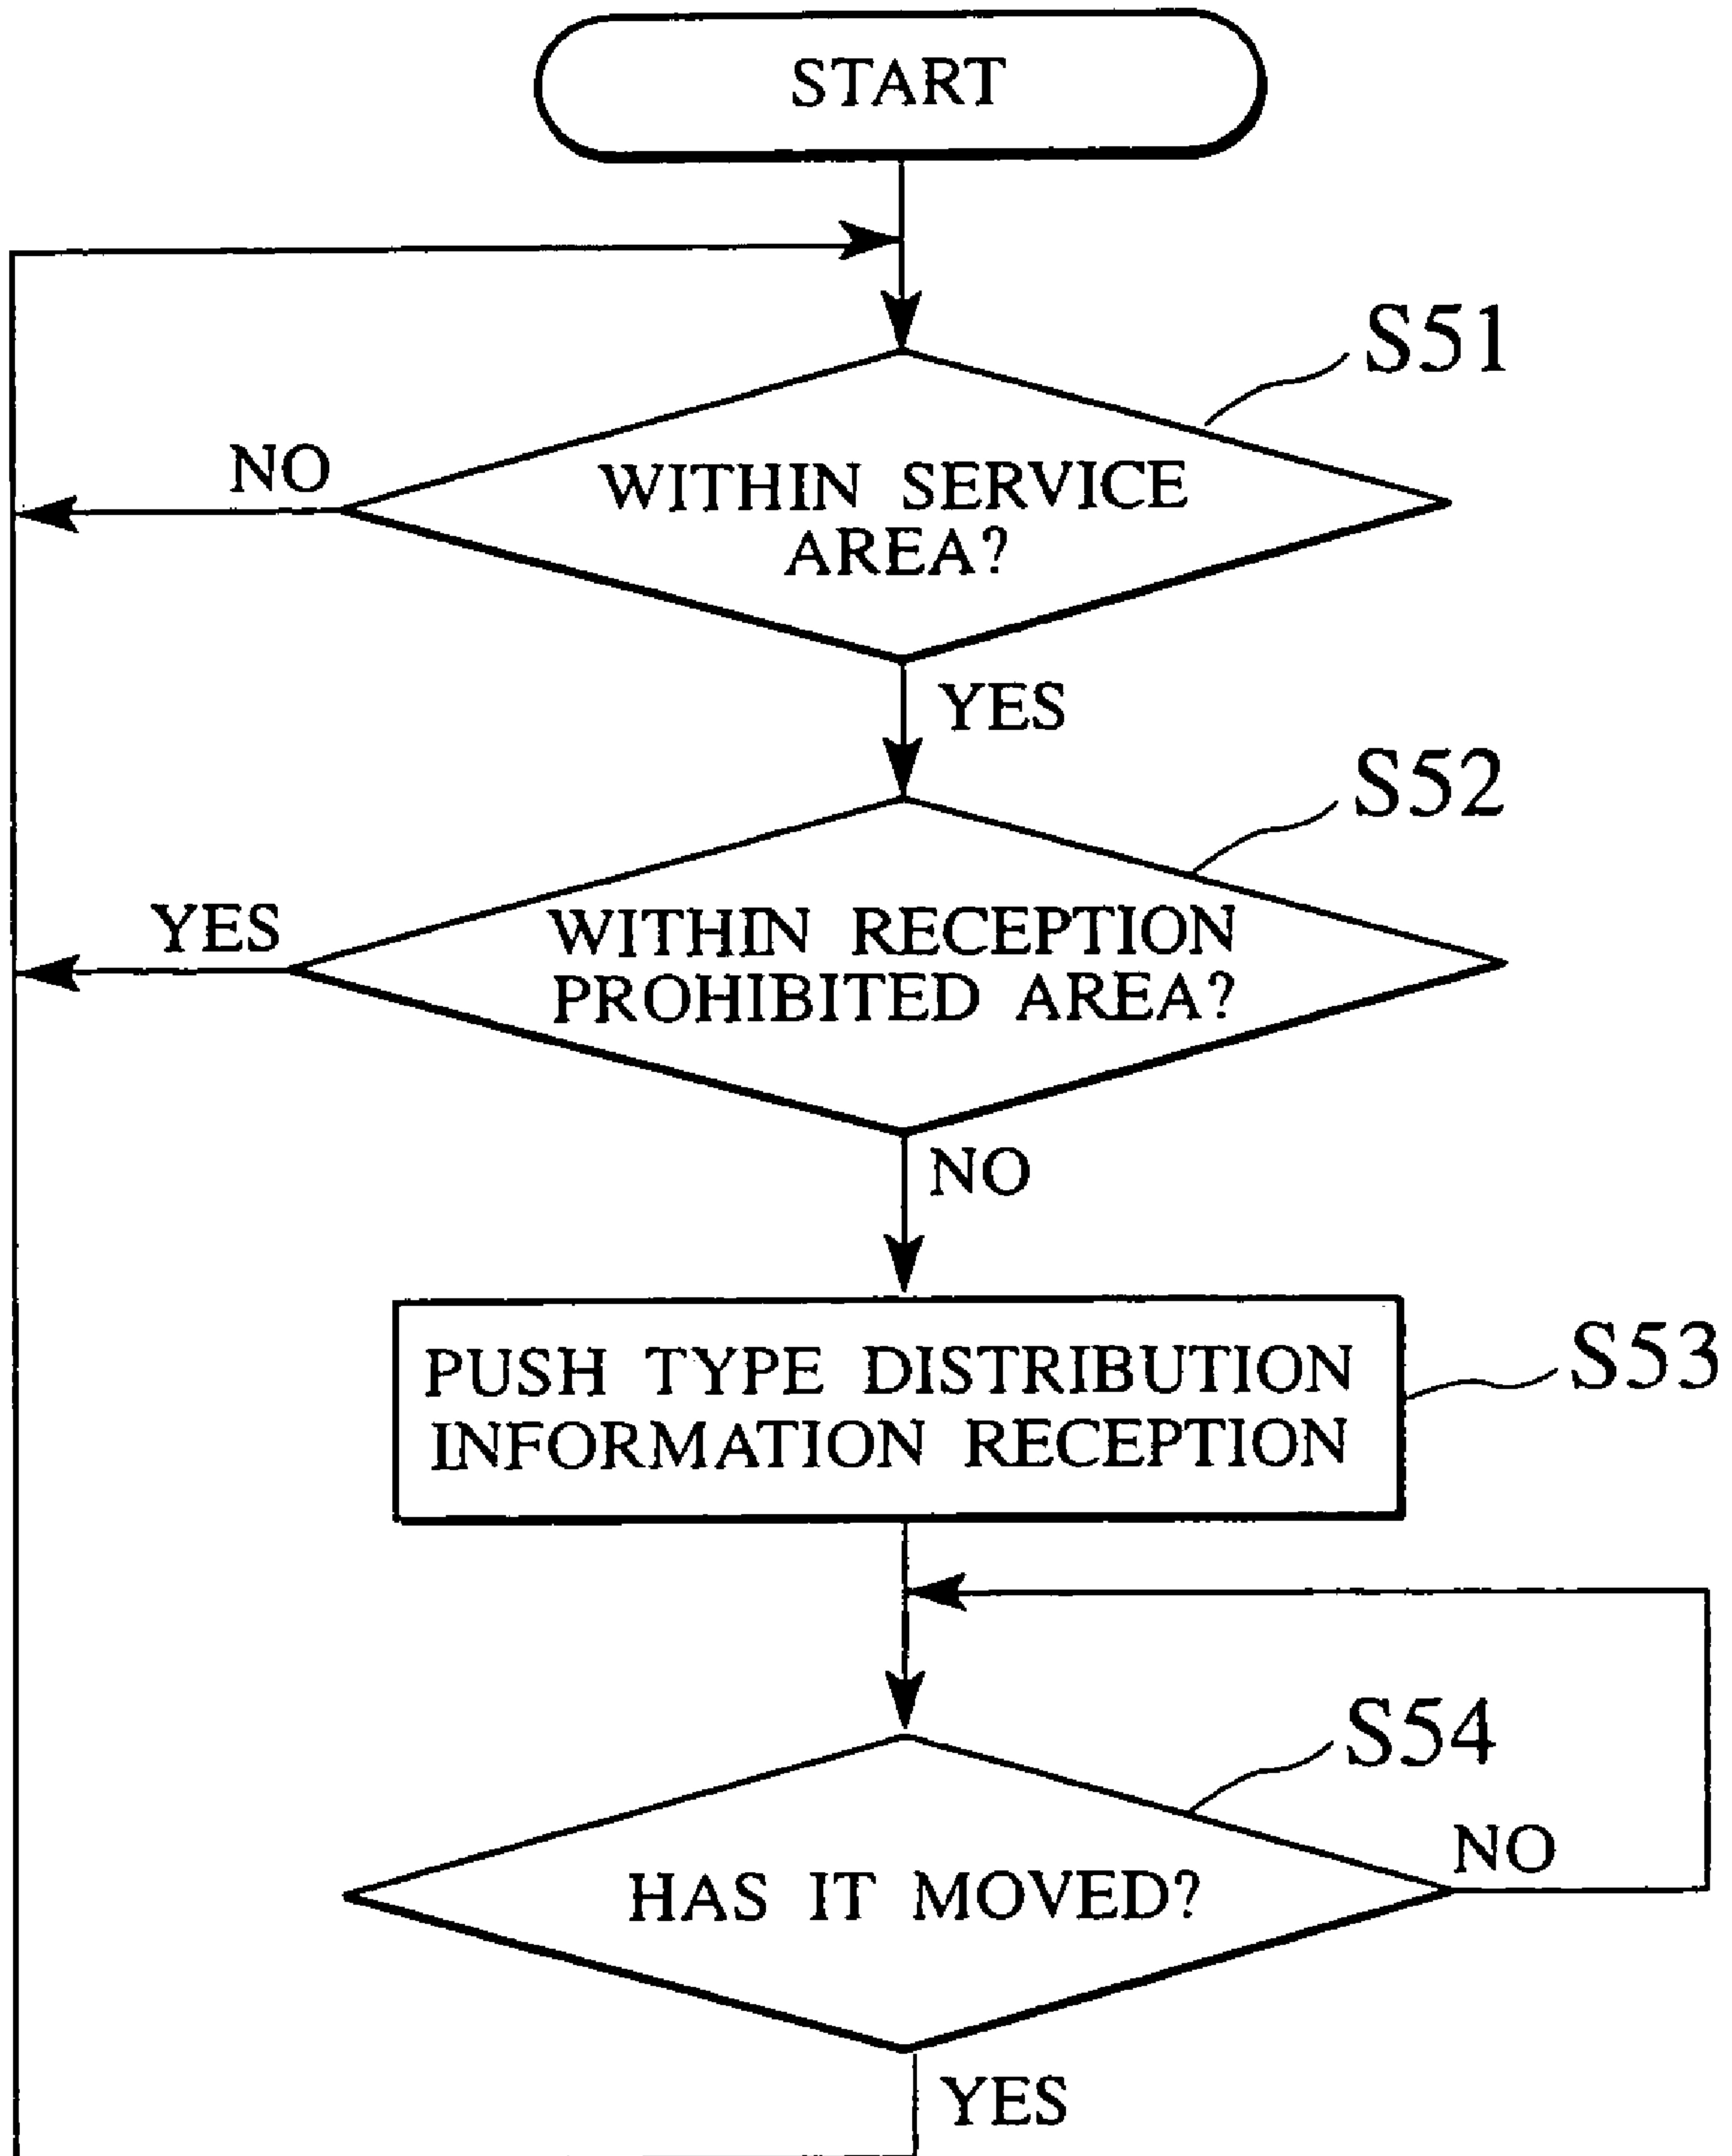 START
S51
NO
WITHIN SERVICE
AREA?
YES
S52
YES
WITHIN RECEPTION
PROHIBITED AREA?
NO
PUSH TYPE DISTRIBUTION
INFORMATION RECEPTION
S53
S54
NO
HAS IT MOVED?
YES